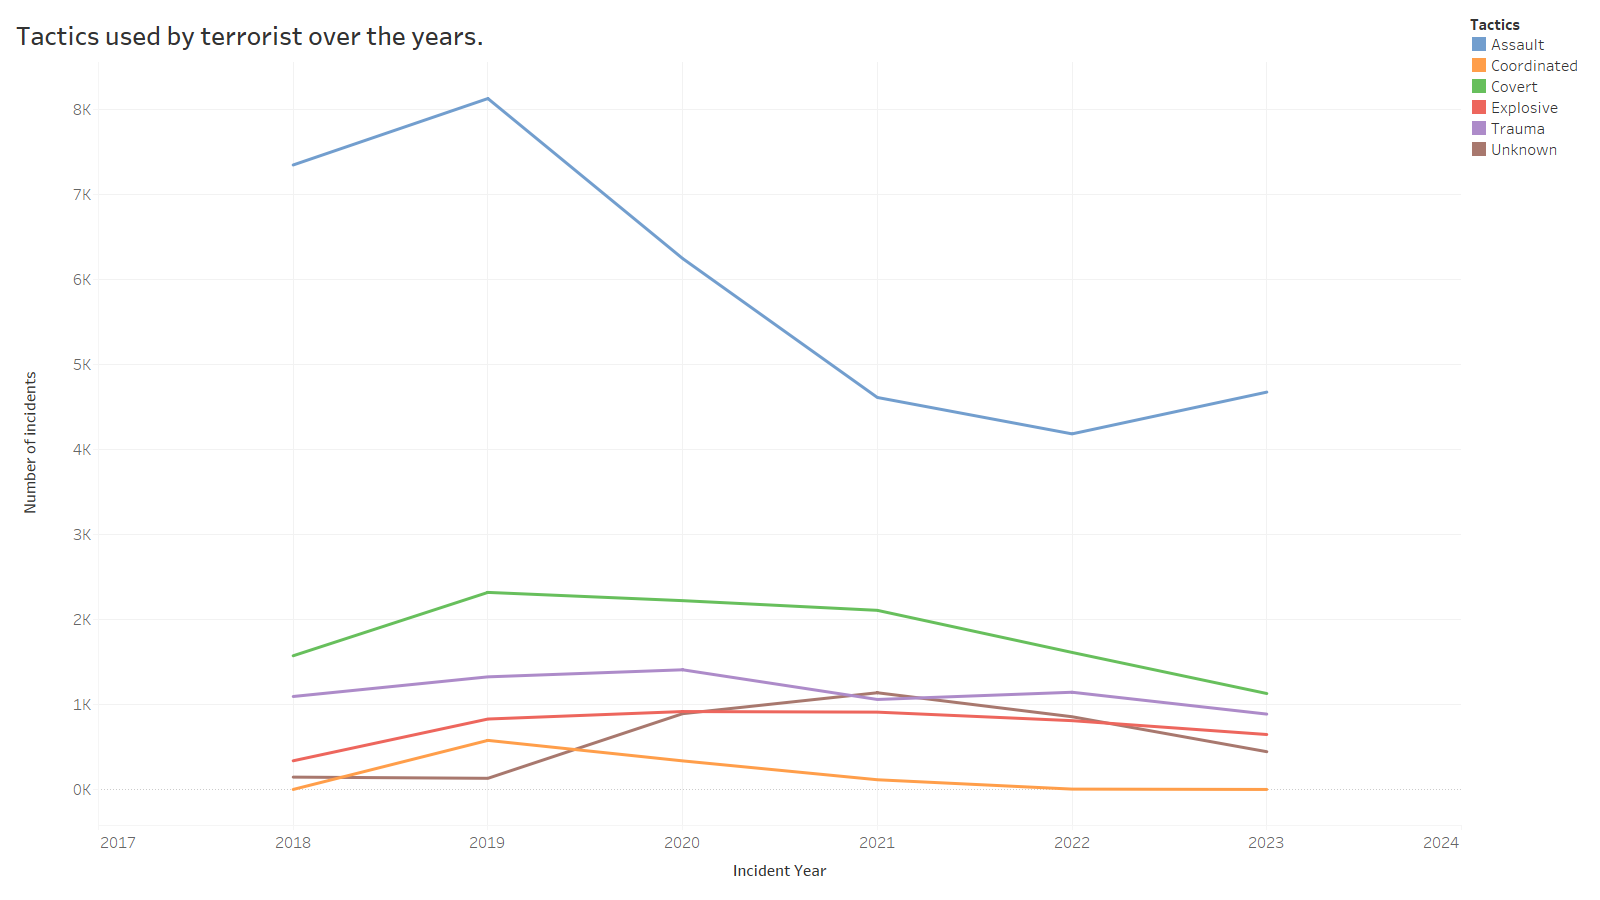 Tactics used by terrorist over the years.
Tactics
Assault
Coordinated
Covert
Explosive
Trauma
Unknown
Number of incidents
8K
7K
6K
5K
4K
3K
2K
1K
0K
2017 2018 2019 2020 2021 2022 2023 2024
Incident Year